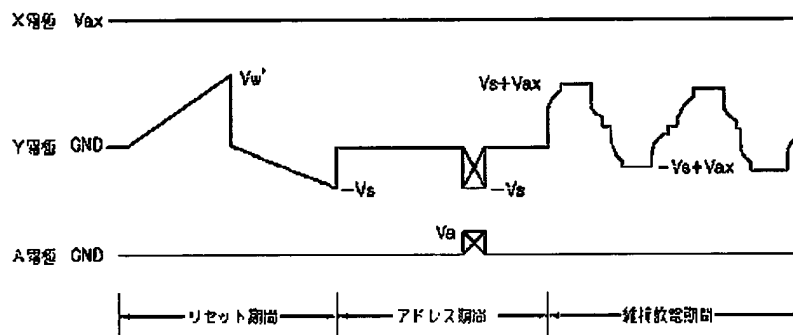 X電極 Vax
Vw'
Vs+Vax
Y電極 GND
−Vs
−Vs
−Vs+Vax
Va
A電極 GND
リセット期間
アドレス期間
維持放電期間